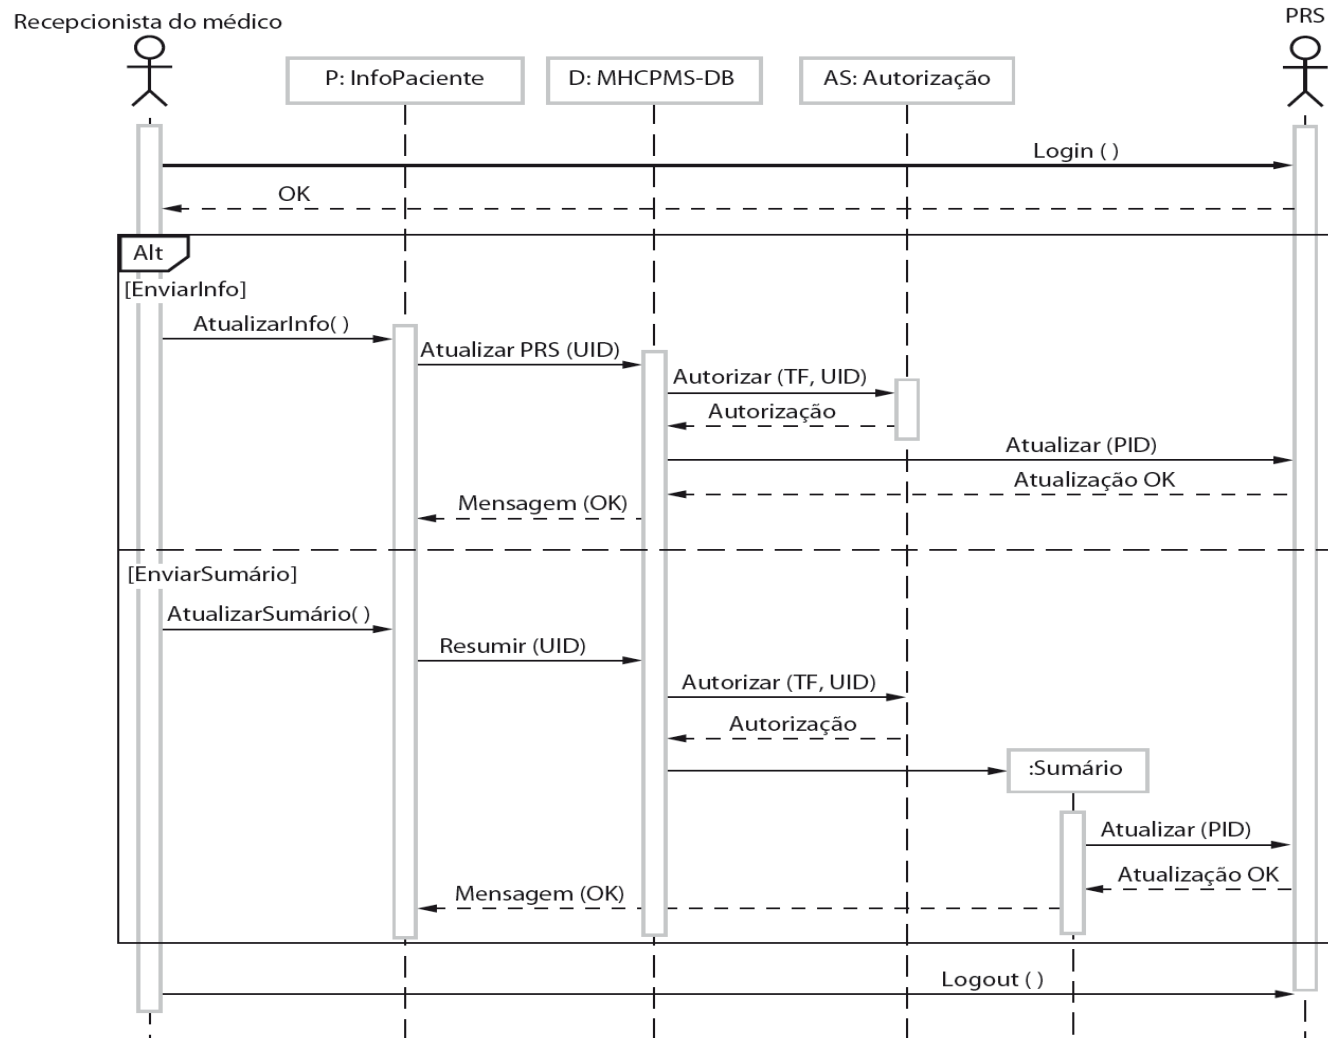 Recepcionista do médico
PRS
P: InfoPaciente
D: MHCPMS-DB
AS: Autorização
Login ( )
OK
Alt
[EnviarInfo]
AtualizarInfo( )
Atualizar PRS (UID)
Autorizar (TF, UID)
Autorização
Atualizar (PID)
Atualização OK
Mensagem (OK)
[EnviarSumário]
AtualizarSumário( )
Resumir (UID)
Autorizar (TF, UID)
Autorização
:Sumário
Atualizar (PID)
Atualização OK
Mensagem (OK)
Logout ( )